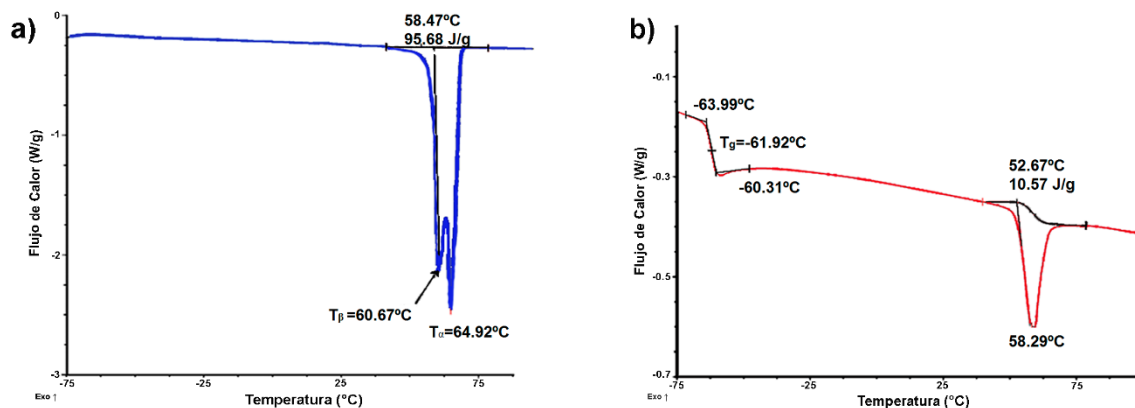 a)
58.47ºC
95.68 J/g
0
-1
-2
-3
Flujo de Calor (W/g)
Tβ=60.67ºC
Tα=64.92ºC
-75
-25
25
75
Exo ↑
Temperatura (°C)
b)
-0.1
-0.3
-0.5
-0.7
Flujo de Calor (W/g)
-63.99ºC
Tg=-61.92ºC
-60.31ºC
52.67ºC
10.57 J/g
58.29ºC
-75
-25
25
75
Exo ↑
Temperatura (°C)